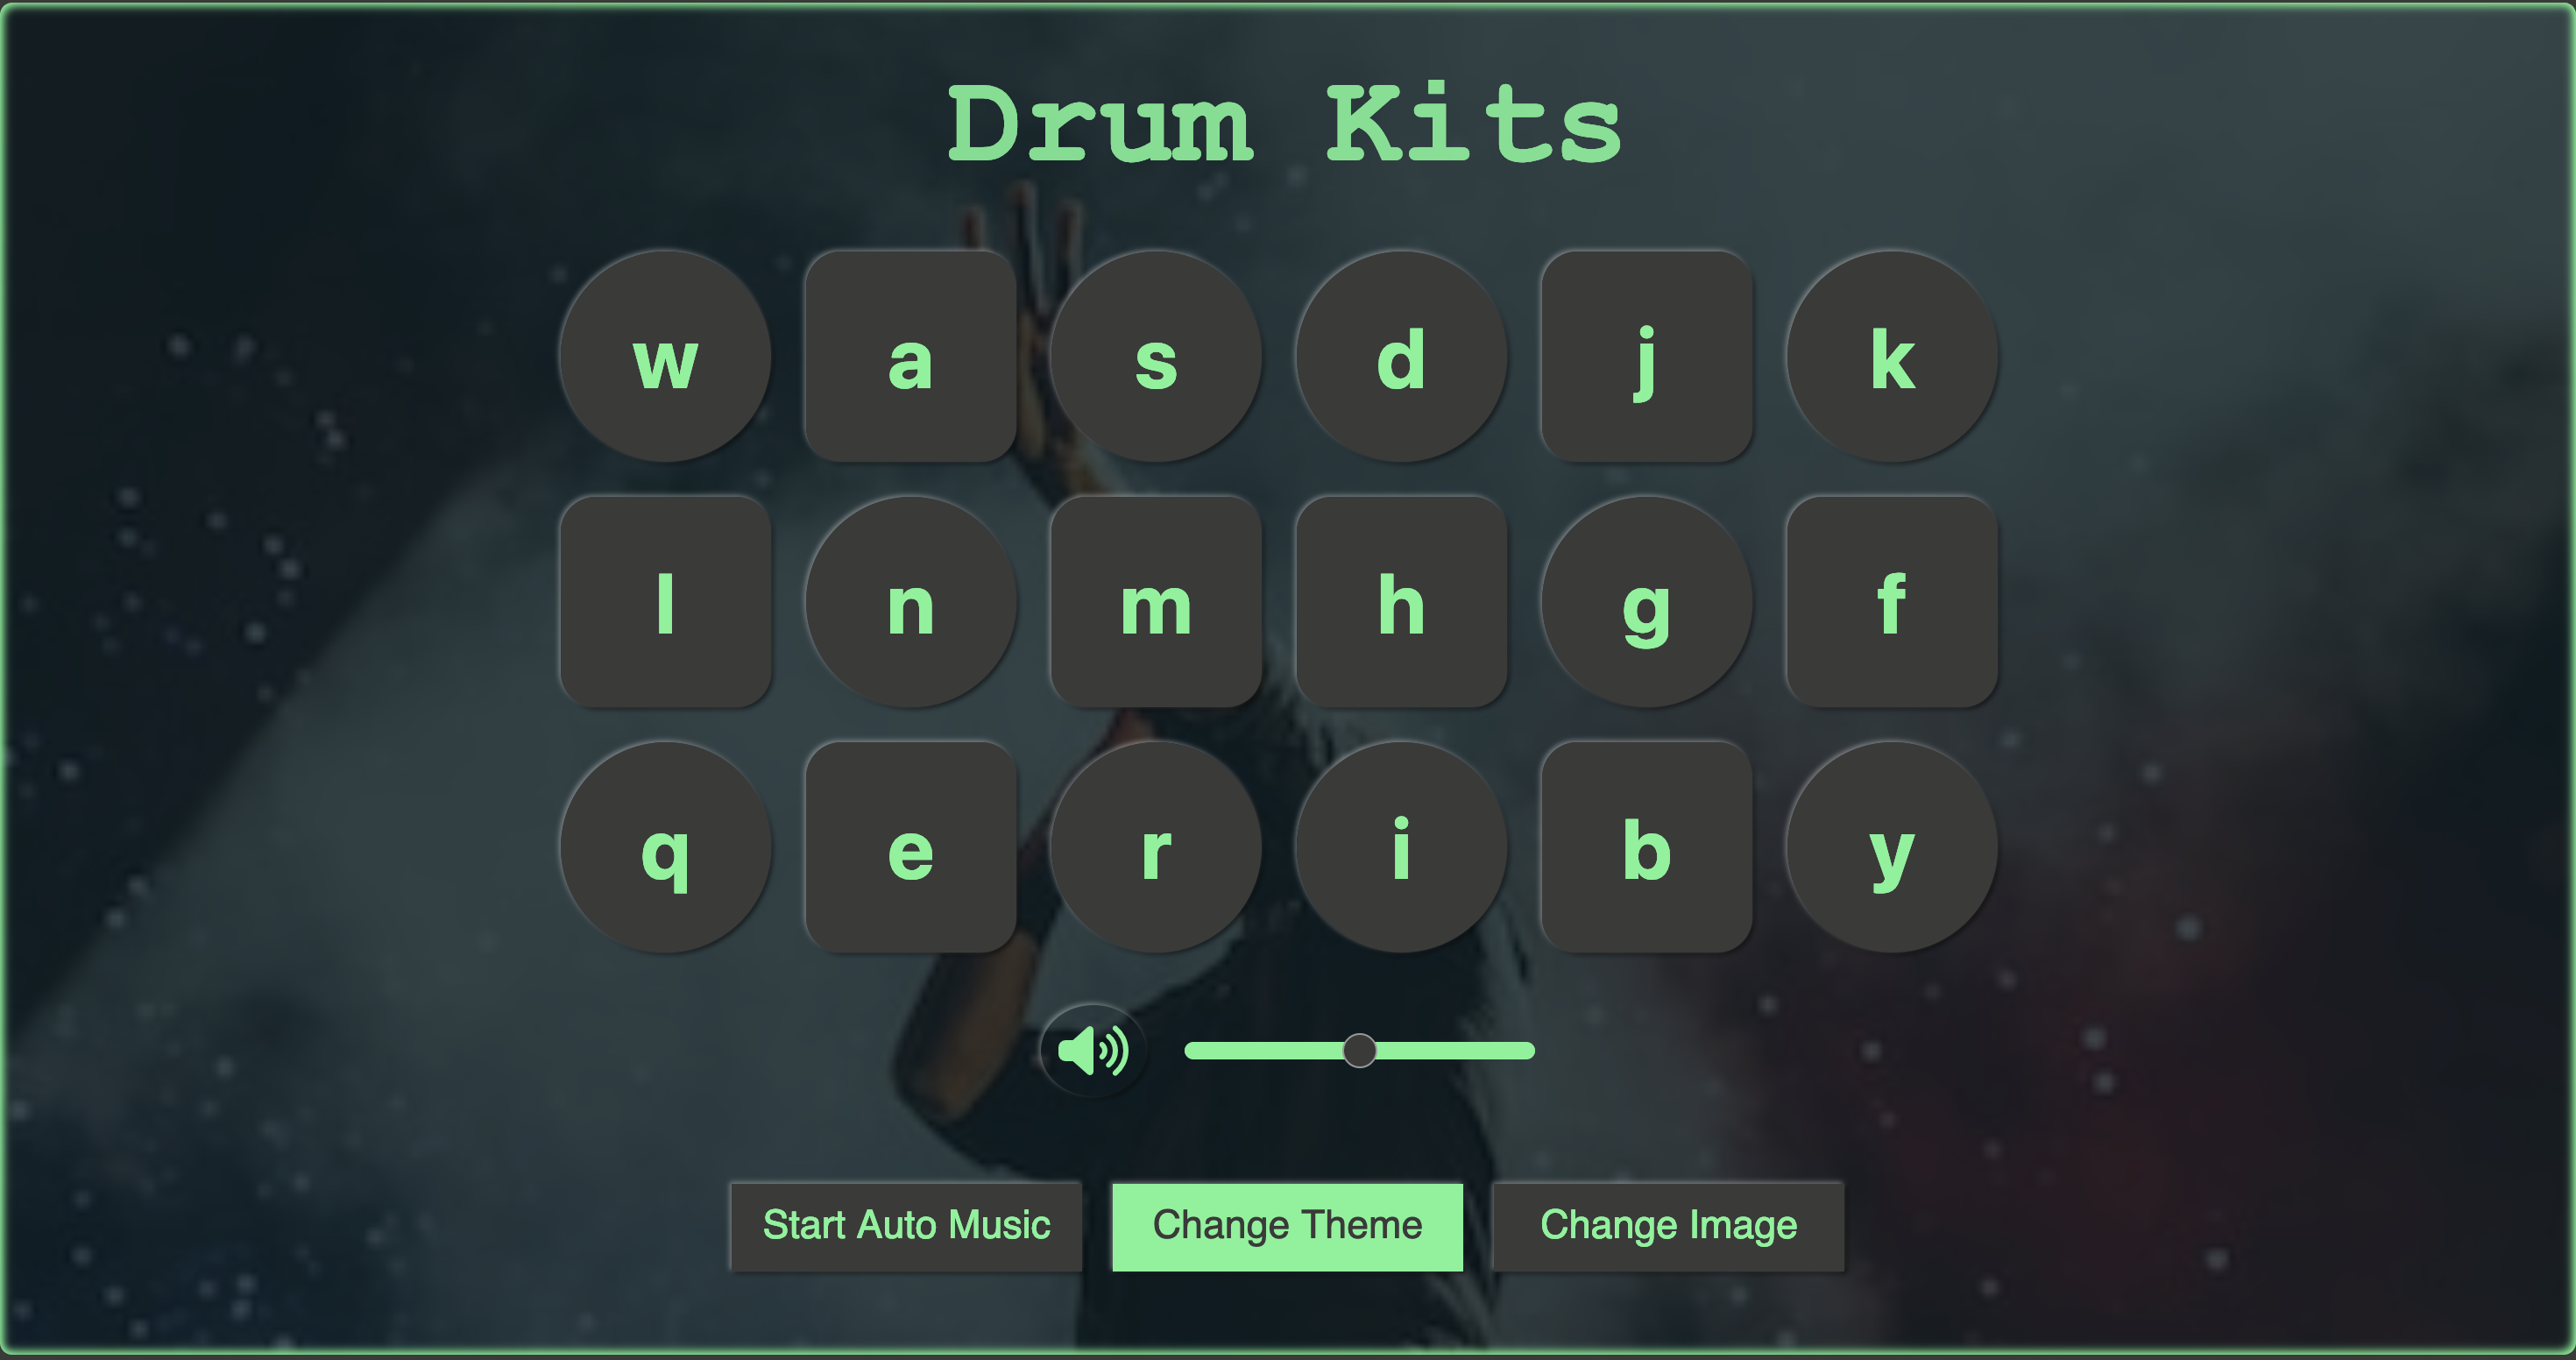 Drum Kits
w a s d j k
l n m h g f
q e r i b y
Start Auto Music Change Theme Change Image